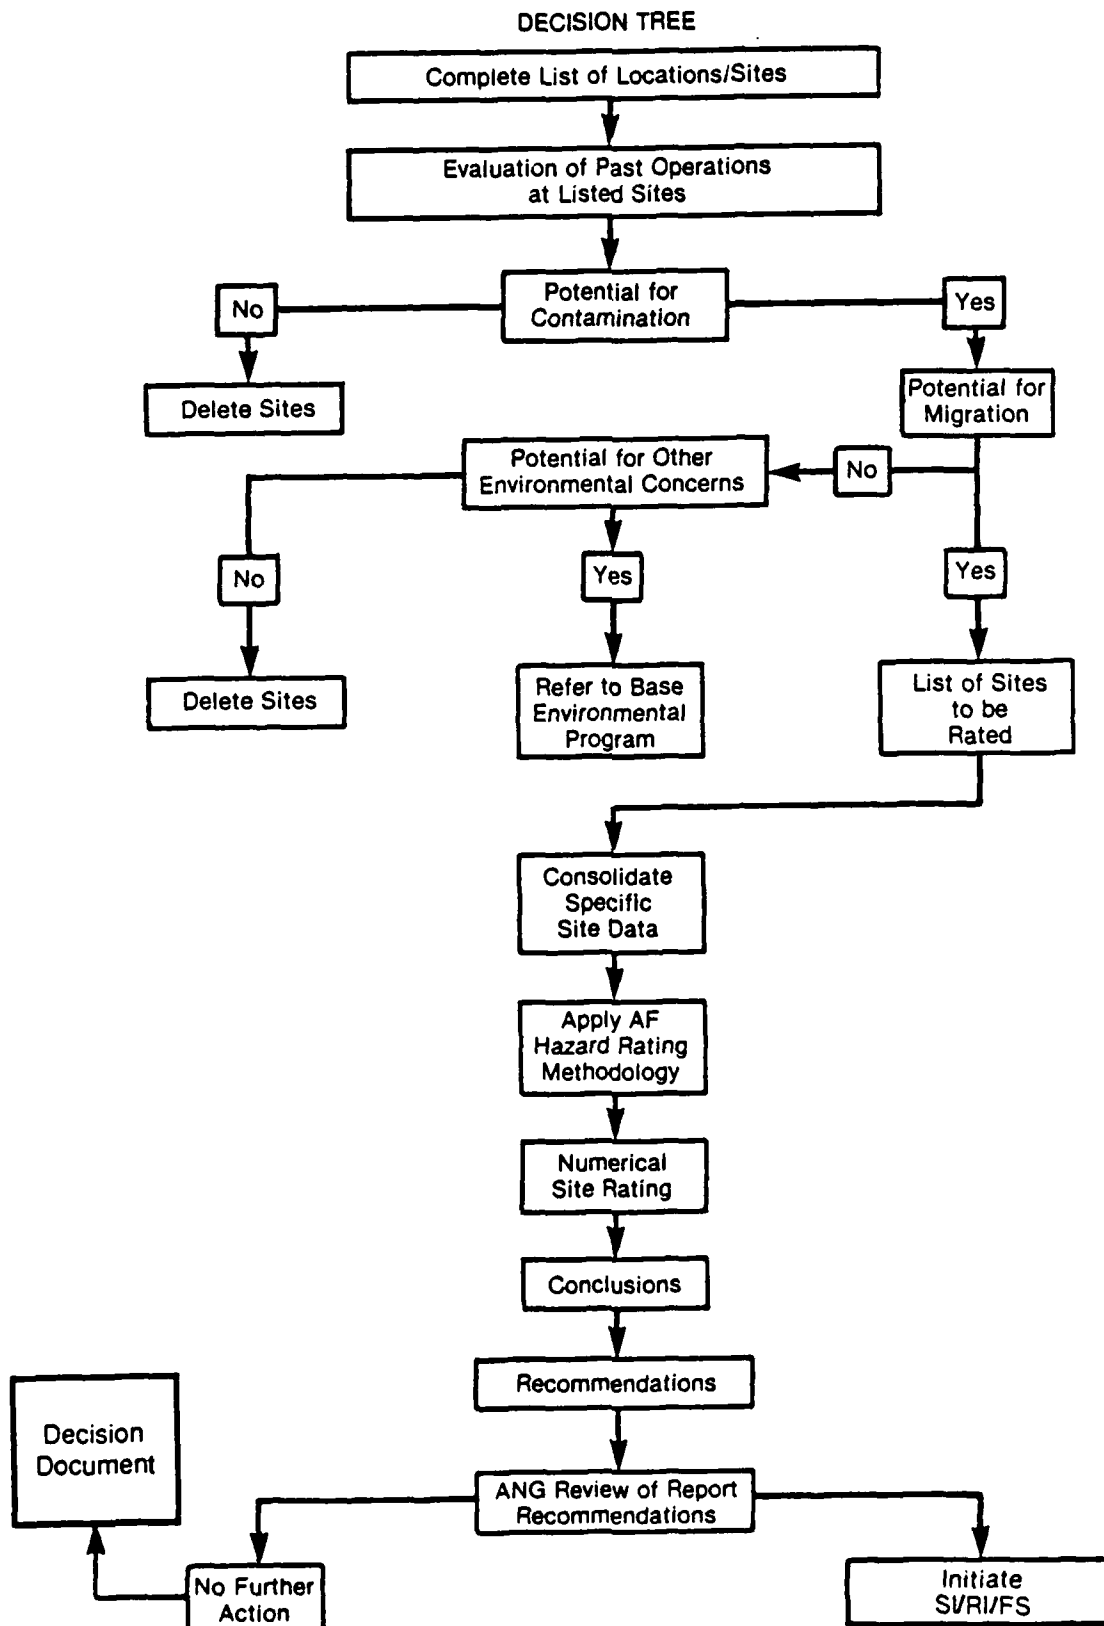 DECISION TREE
Complete List of Locations/Sites
Evaluation of Past Operations
at Listed Sites
Potential for
Contamination
No
Yes
Delete Sites
Potential for
Migration
Potential for Other
Environmental Concerns
No
No
Yes
Yes
Delete Sites
Refer to Base
Environmental
Program
List of Sites
to be
Rated
Consolidate
Specific
Site Data
Apply AF
Hazard Rating
Methodology
Numerical
Site Rating
Conclusions
Recommendations
Decision
Document
ANG Review of Report
Recommendations
No Further
Action
Initiate
SI/RI/FS